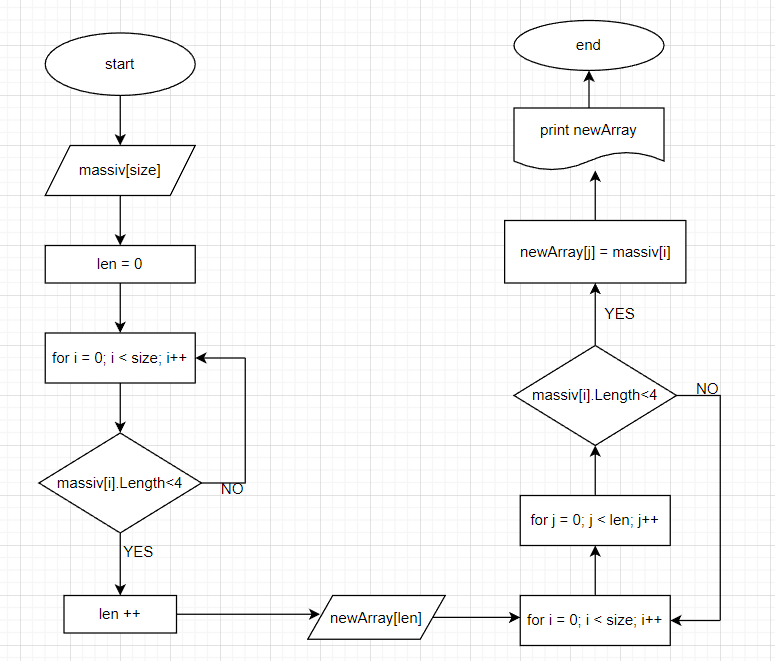 start
massiv[size]
len = 0
for i = 0; i < size; i++
massiv[i].Length<4
NO
YES
len ++
newArray[len]
for i = 0; i < size; i++
for j = 0; j < len; j++
massiv[i].Length<4
NO
YES
newArray[j] = massiv[i]
print newArray
end